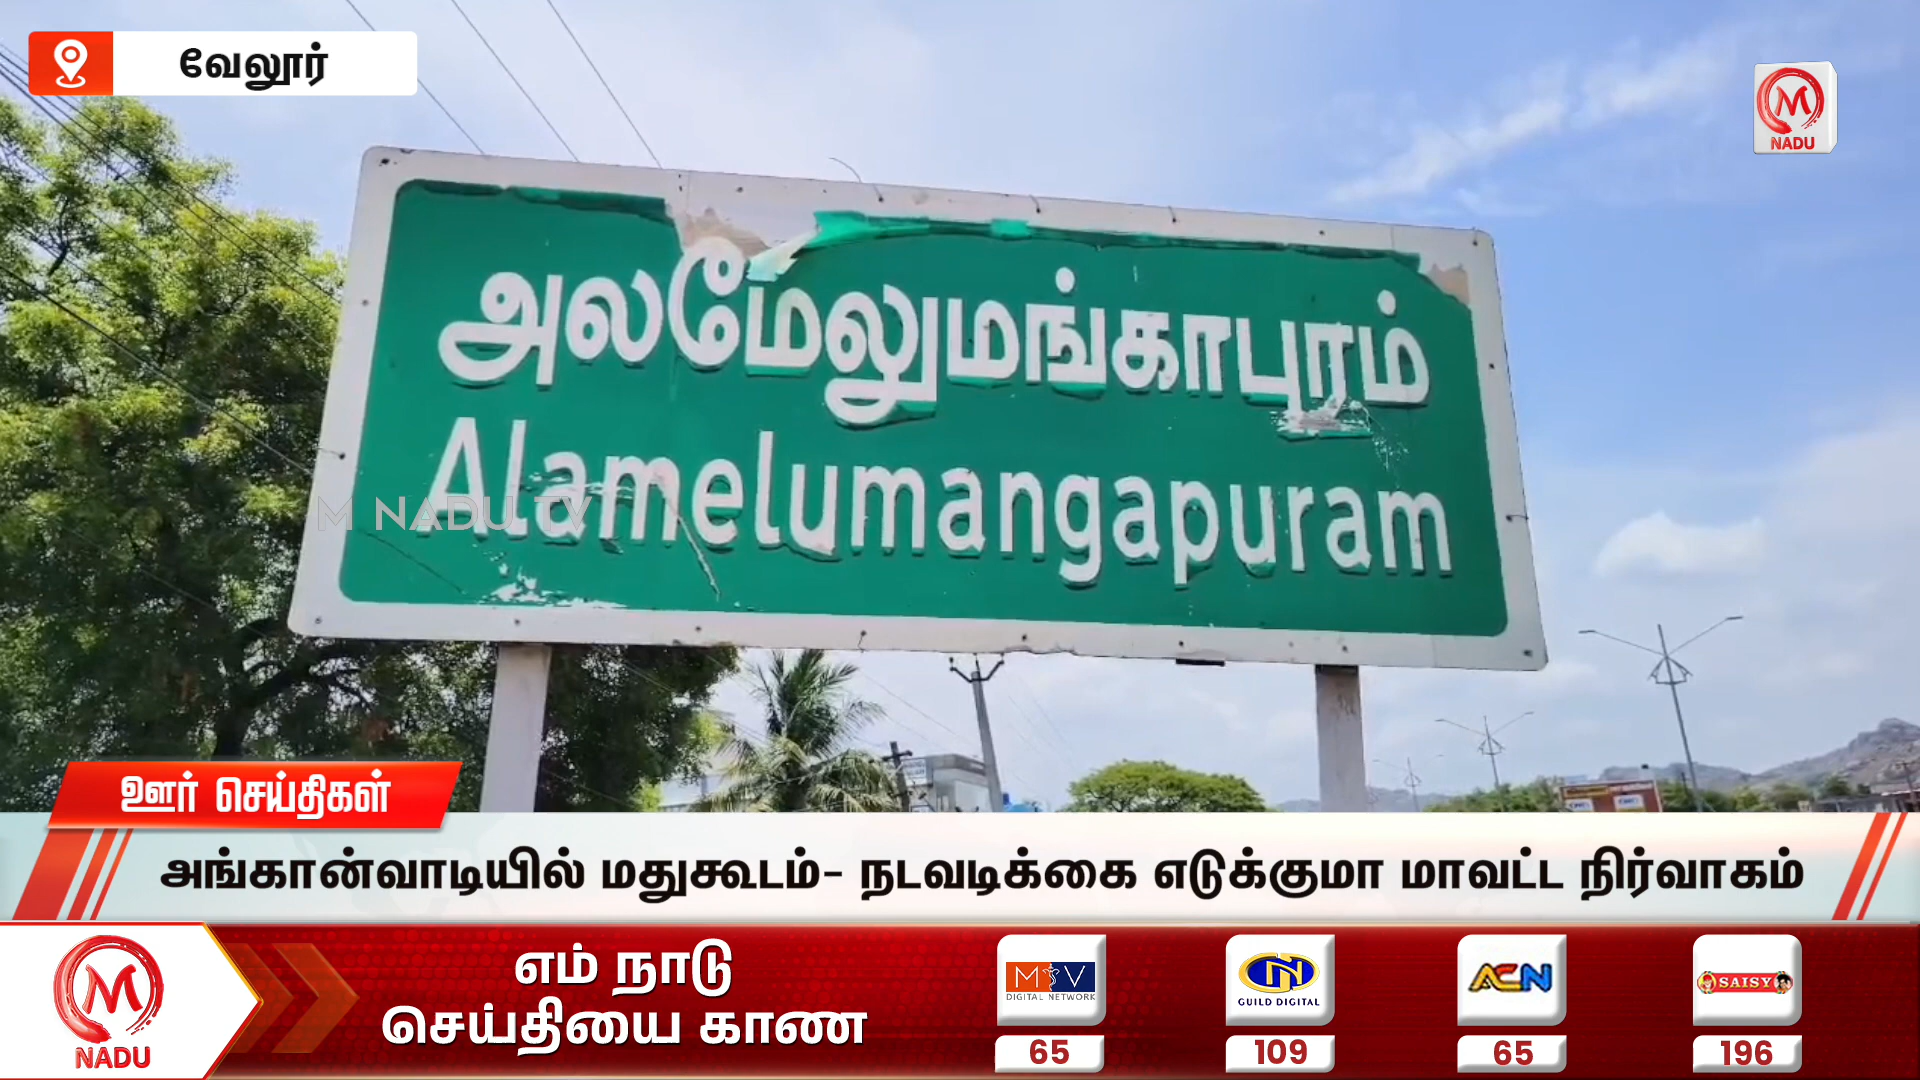 வேலூர்
M
NADU
அலமேலுமங்காபுரம்
Alamelumangapuram
M NADU TV
ஊர் செய்திகள்
அங்கான்வாடியில் மதுகூடம்- நடவடிக்கை எடுக்குமா மாவட்ட நிர்வாகம்
M
NADU
எம் நாடு
செய்தியை காண
M V
DIGITAL NETWORK
65
GUILD DIGITAL
109
ACN
65
SAISY
196